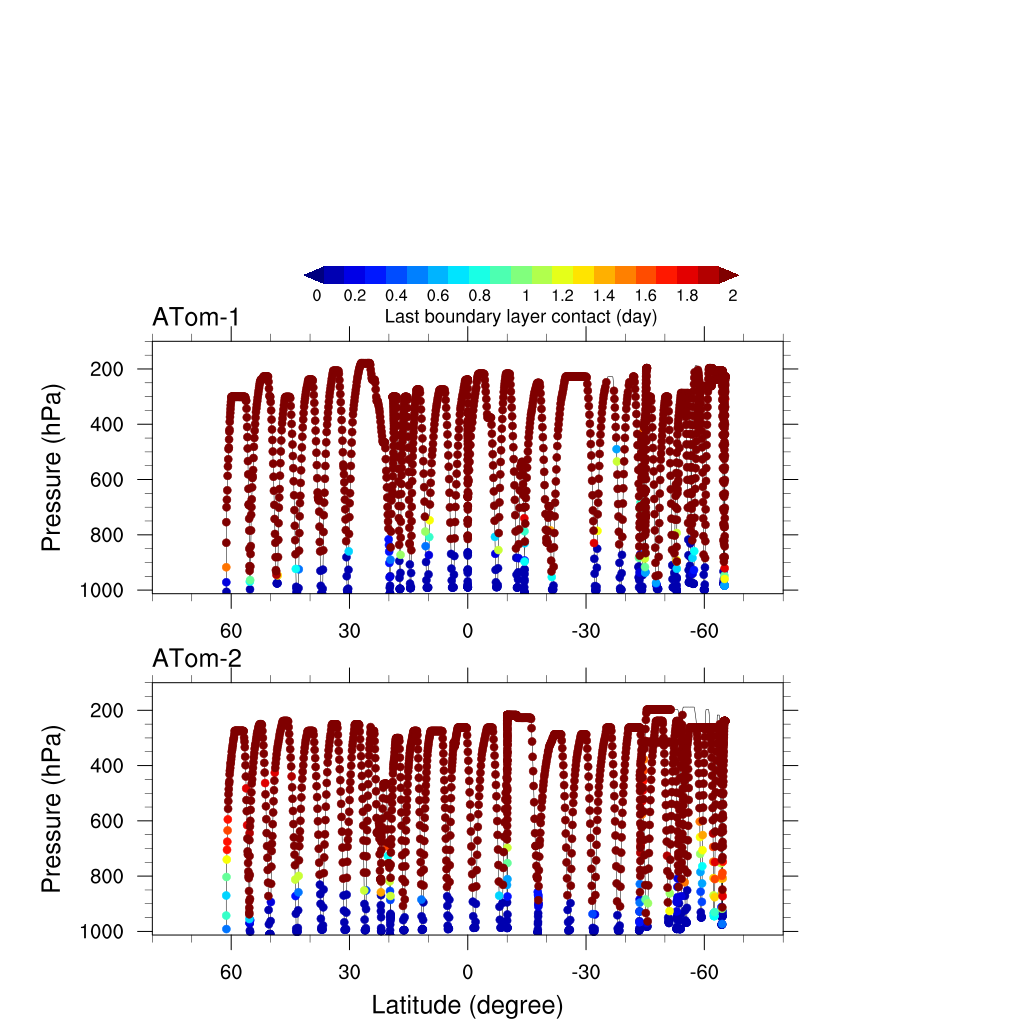 0 0.2 0.4 0.6 0.8 1 1.2 1.4 1.6 1.8 2
Last boundary layer contact (day)
ATom-1
200
400
600
800
1000
Pressure (hPa)
60 30 0 -30 -60
ATom-2
200
400
600
800
1000
Pressure (hPa)
60 30 0 -30 -60
Latitude (degree)